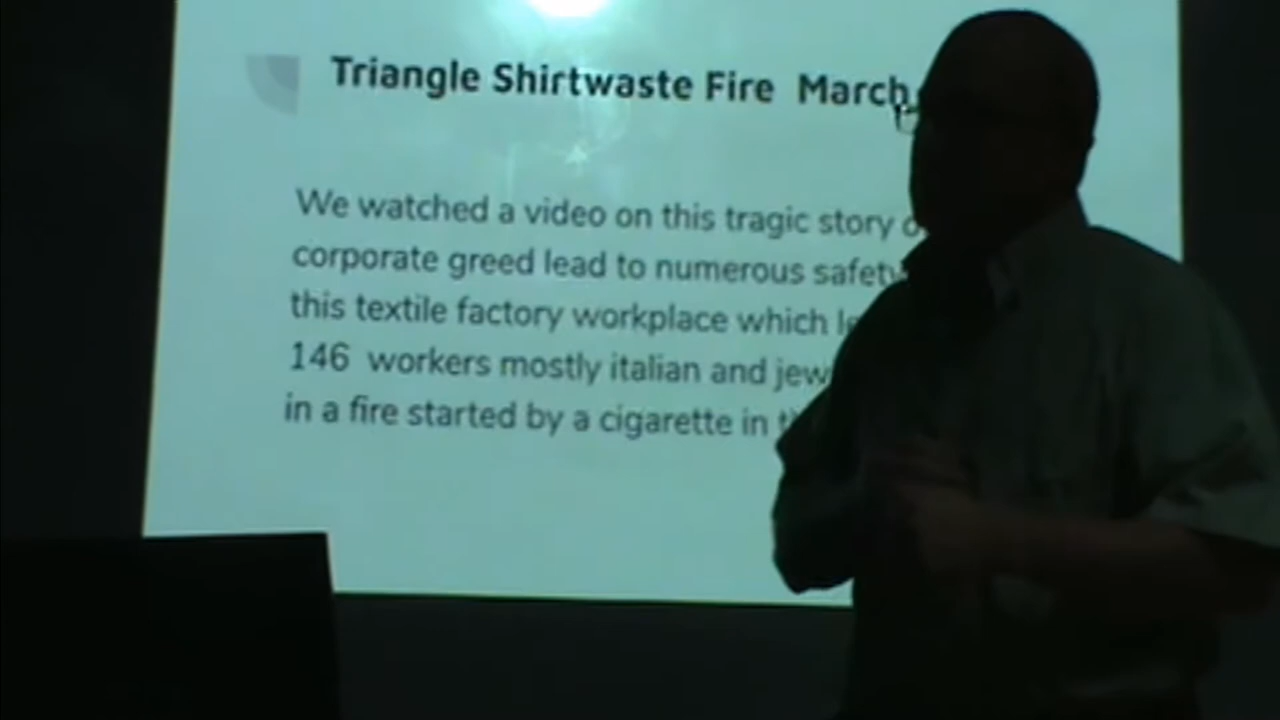 Triangle Shirtwaste Fire March
We watched a video on this tragic story
corporate greed lead to numerous safety
this textile factory workplace which
146 workers mostly italian and
in a fire started by a cigarette in